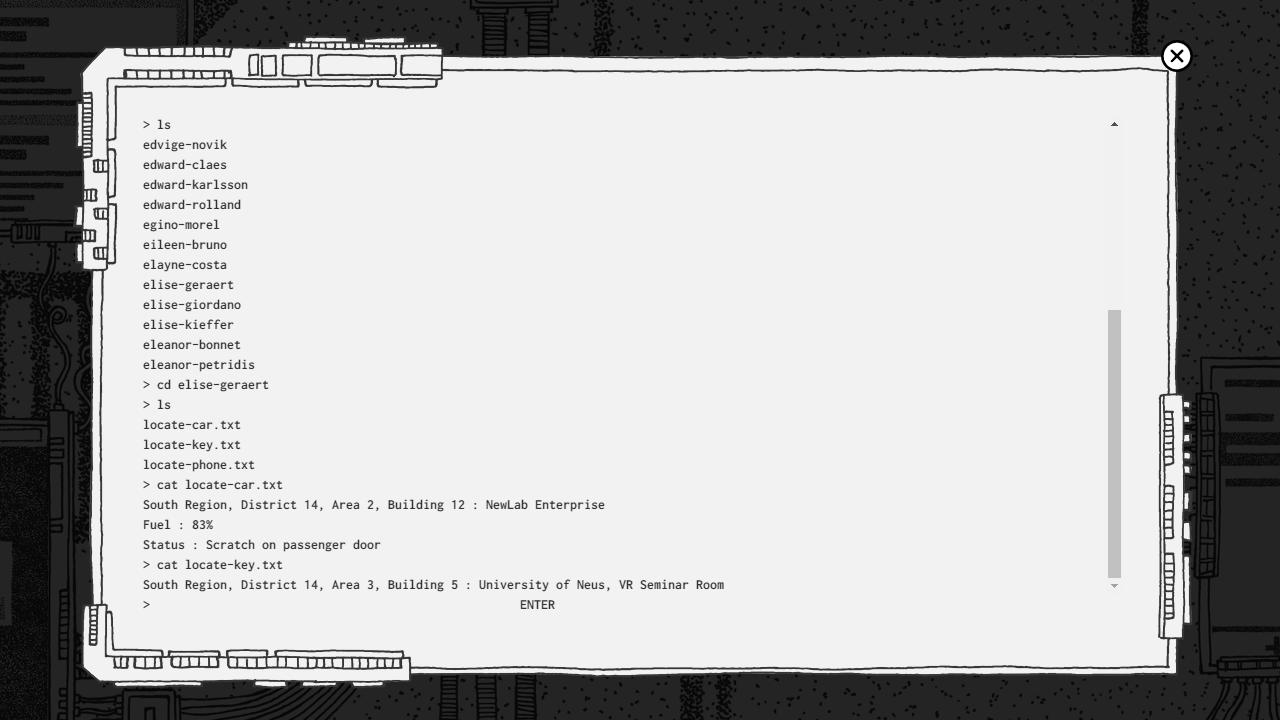 > ls
edvige-novik
edward-claes
edward-karlsson
edward-rolland
egino-morel
eileen-bruno
elayne-costa
elise-geraert
elise-giordano
elise-kieffer
eleanor-bonnet
eleanor-petridis
> cd elise-geraert
> ls
locate-car.txt
locate-key.txt
locate-phone.txt
> cat locate-car.txt
South Region, District 14, Area 2, Building 12 : NewLab Enterprise
Fuel : 83%
Status : Scratch on passenger door
> cat locate-key.txt
South Region, District 14, Area 3, Building 5 : University of Neus, VR Seminar Room
> ENTER